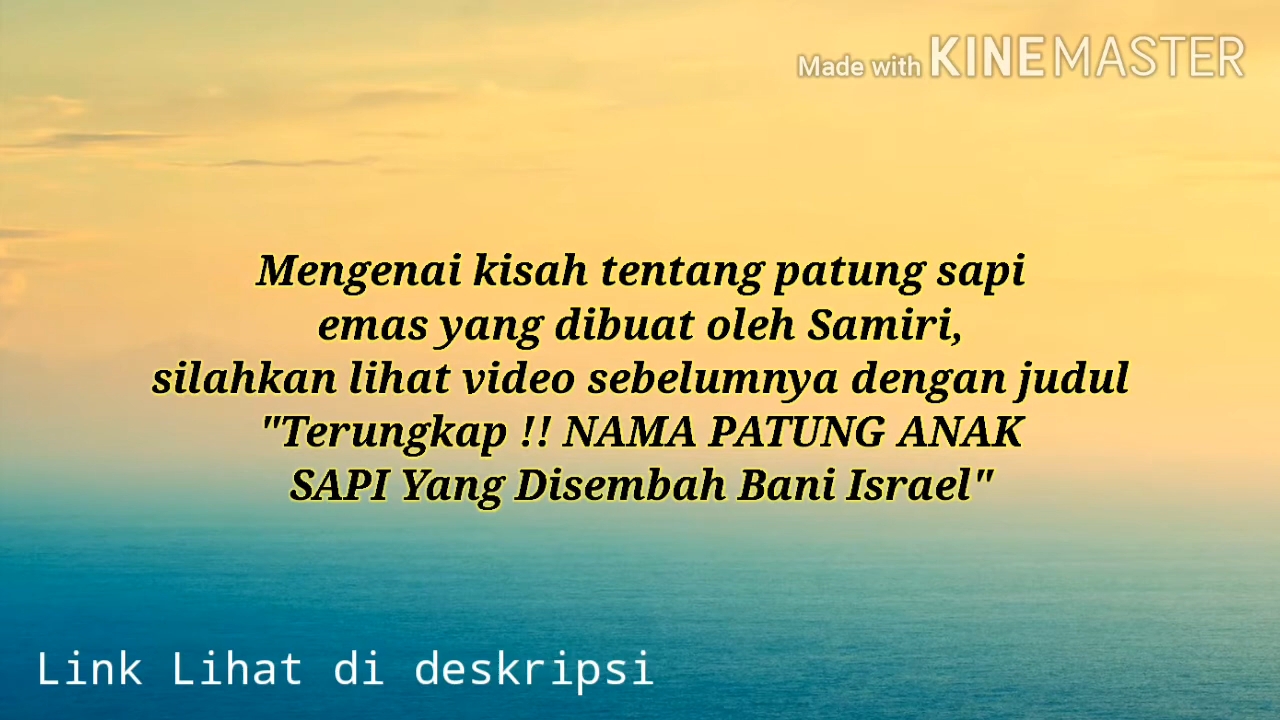 Made with KINEMASTER
Mengenai kisah tentang patung sapi
emas yang dibuat oleh Samiri,
silahkan lihat video sebelumnya dengan judul
"Terungkap !! NAMA PATUNG ANAK
SAPI Yang Disembah Bani Israel"
Link Lihat di deskripsi